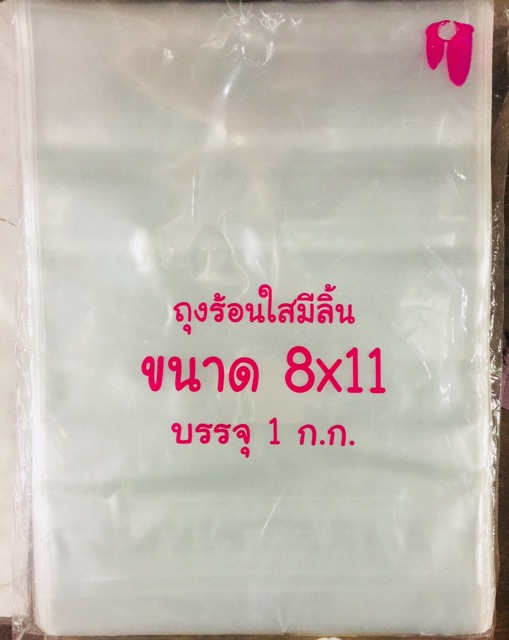 ถุงร้อนใสมีลิ้น
ขนาด 8x11
บรรจุ 1 ก.ก.